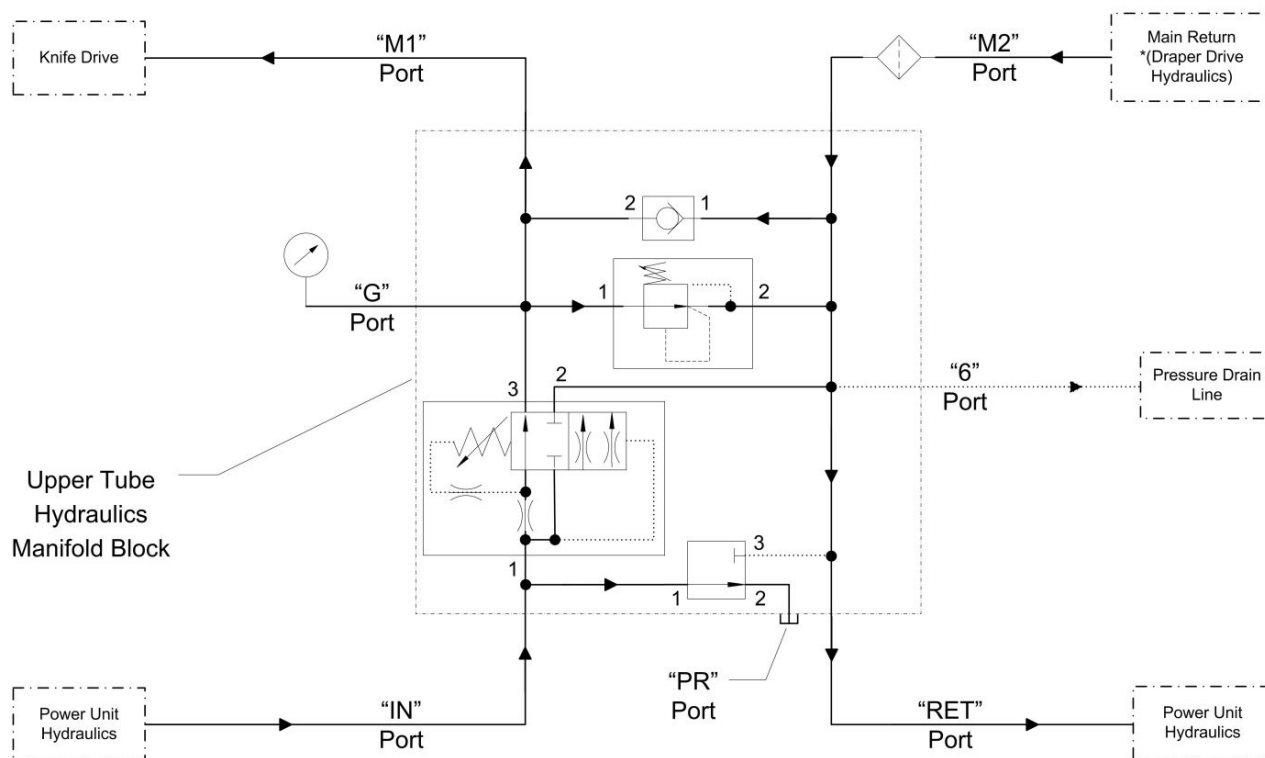 Knife Drive
“M1”
Port
“M2”
Port
Main Return
*(Draper Drive
Hydraulics)
2
1
“G”
Port
1
2
3
2
“6”
Port
Pressure Drain
Line
Upper Tube
Hydraulics
Manifold Block
1
3
1
2
“PR”
Port
Power Unit
Hydraulics
“IN”
Port
“RET”
Port
Power Unit
Hydraulics